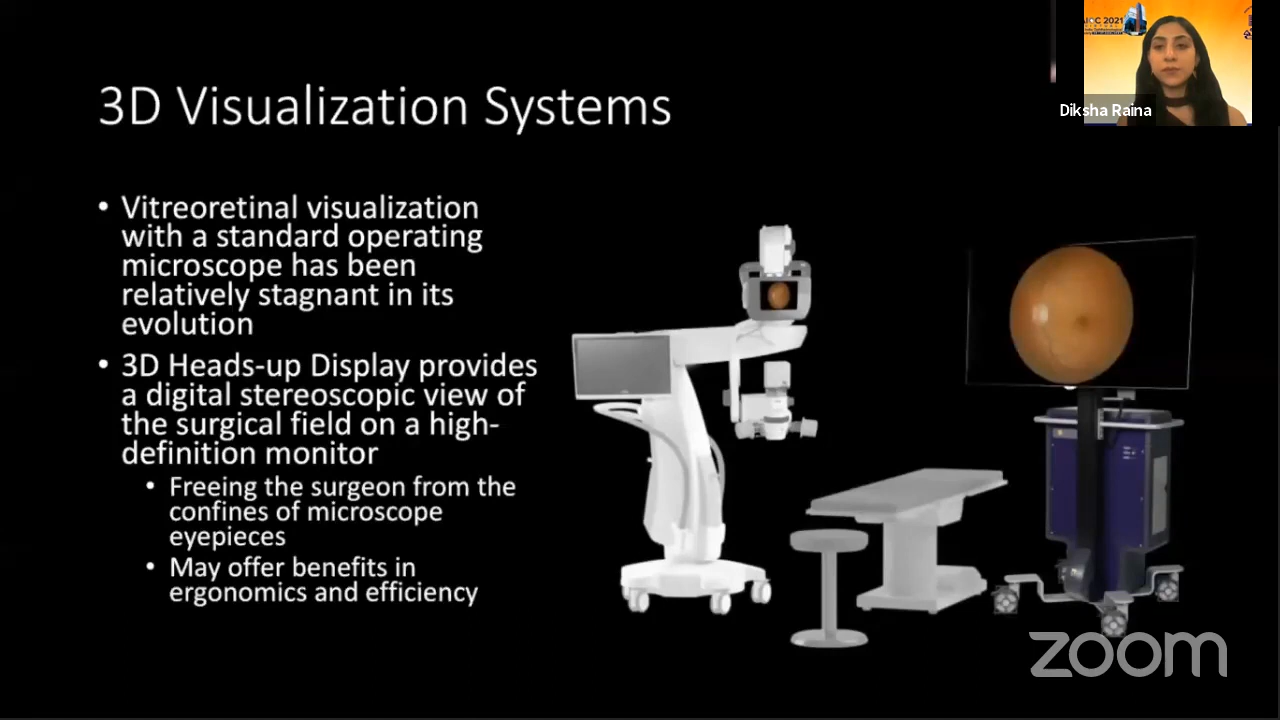 3D Visualization Systems
• Vitreoretinal visualization
with a standard operating
microscope has been
relatively stagnant in its
evolution
• 3D Heads-up Display provides
a digital stereoscopic view of
the surgical field on a high-
definition monitor
• Freeing the surgeon from the
confines of microscope
eyepieces
• May offer benefits in
ergonomics and efficiency
AIOC 2021
Diksha Raina
zoom